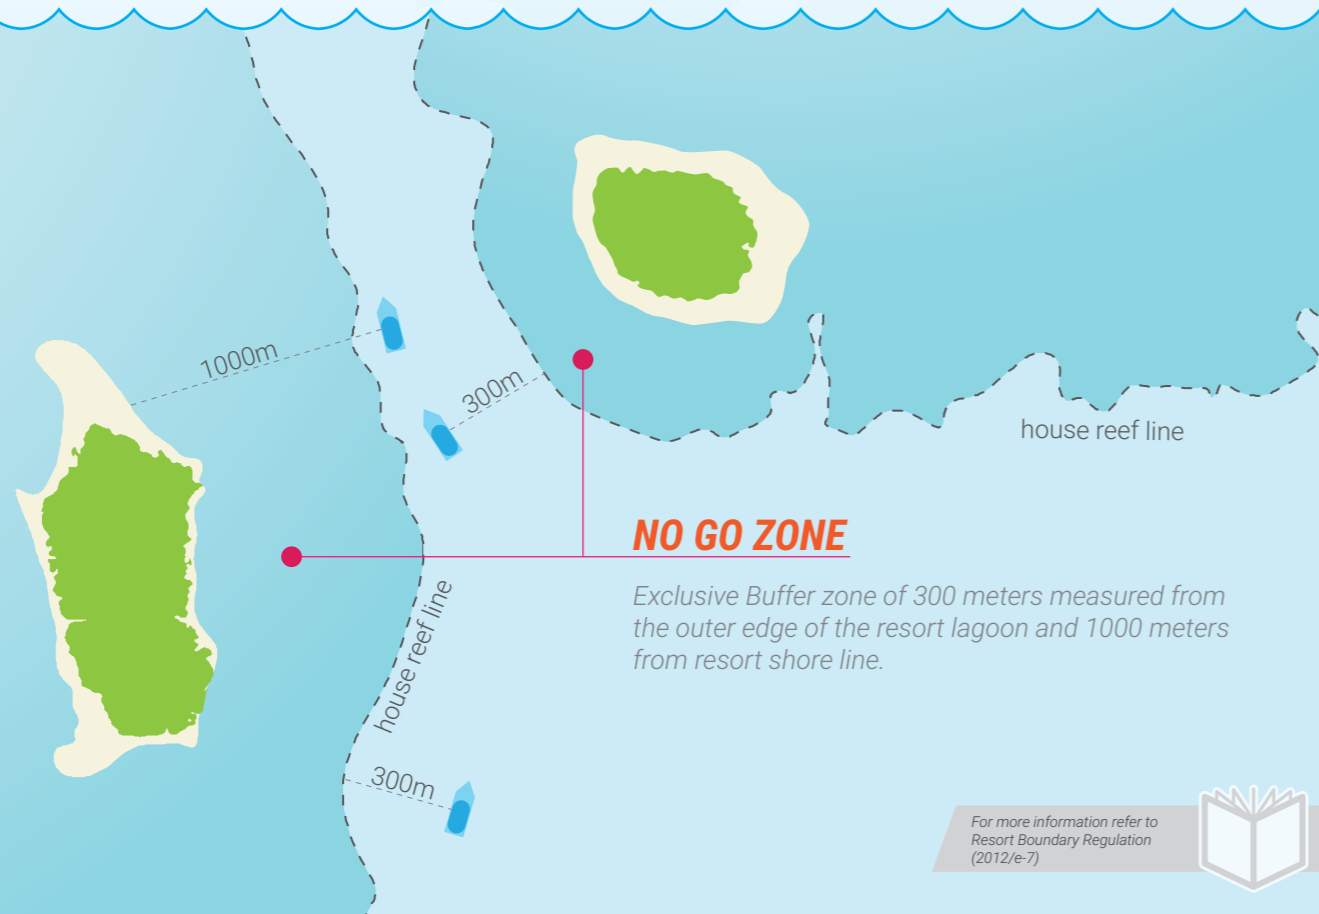 1000m
300m
house reef line
NO GO ZONE
Exclusive Buffer zone of 300 meters measured from
the outer edge of the resort lagoon and 1000 meters
from resort shore line.
house reef line
300m
For more information refer to
Resort Boundary Regulation
(2012/e-7)